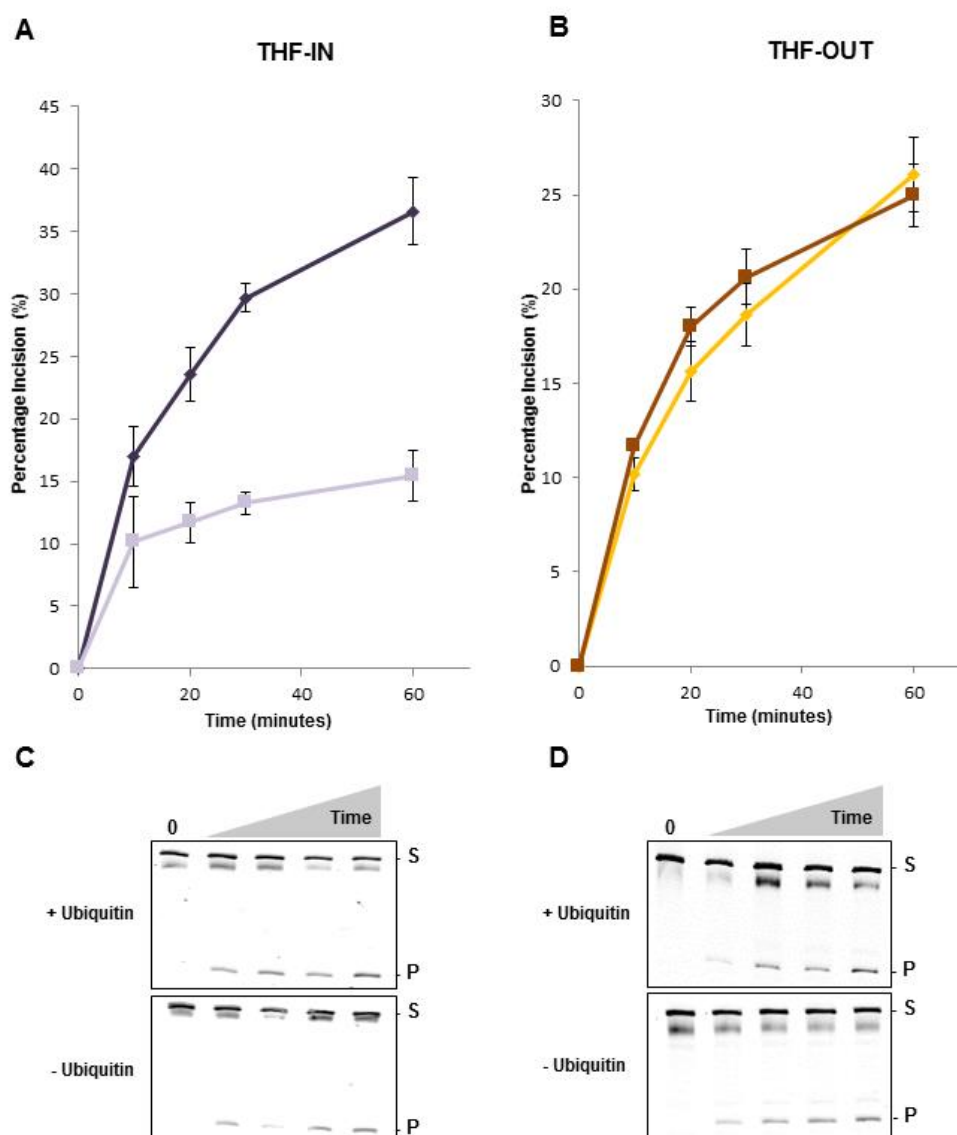 A
THF-IN
Percentage Incision (%)
45
40
35
30
25
20
15
10
5
0
0 20 40 60
Time (minutes)
B
THF-OUT
Percentage Incision (%)
30
25
20
15
10
5
0
0 20 40 60
Time (minutes)
C
0 Time
S
+ Ubiquitin
P
S
- Ubiquitin
P
D
0 Time
S
+ Ubiquitin
P
S
- Ubiquitin
P